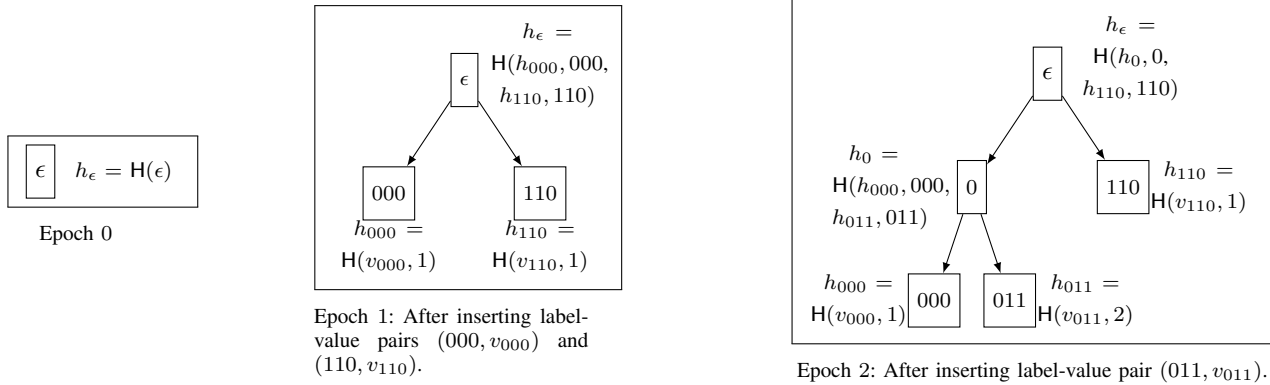 ϵ
h_ϵ = H(ϵ)
Epoch 0
h_ϵ =
H(h_000, 000,
h_110, 110)
ϵ
000
110
h_000 =
H(v_000, 1)
h_110 =
H(v_110, 1)
Epoch 1: After inserting label-
value pairs (000, v_000) and
(110, v_110).
h_ϵ =
H(h_0, 0,
h_110, 110)
ϵ
h_0 =
H(h_000, 000,
h_011, 011)
0
110
h_110 =
H(v_110, 1)
h_000 =
H(v_000, 1)
000
011
h_011 =
H(v_011, 2)
Epoch 2: After inserting label-value pair (011, v_011).